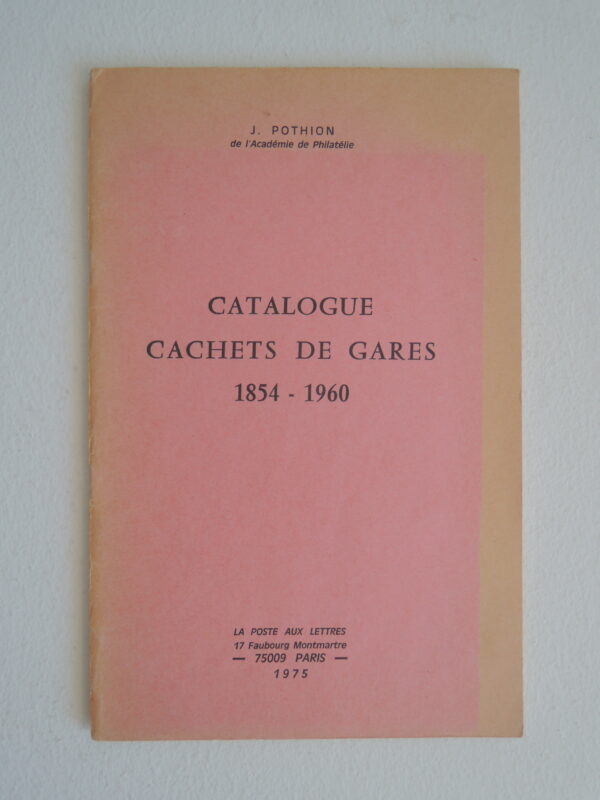 J. POTHION
de l'Académie de Philatélie
CATALOGUE
CACHETS DE GARES
1854 - 1960
LA POSTE AUX LETTRES
17 Faubourg Montmartre
— 75009 PARIS —
1975